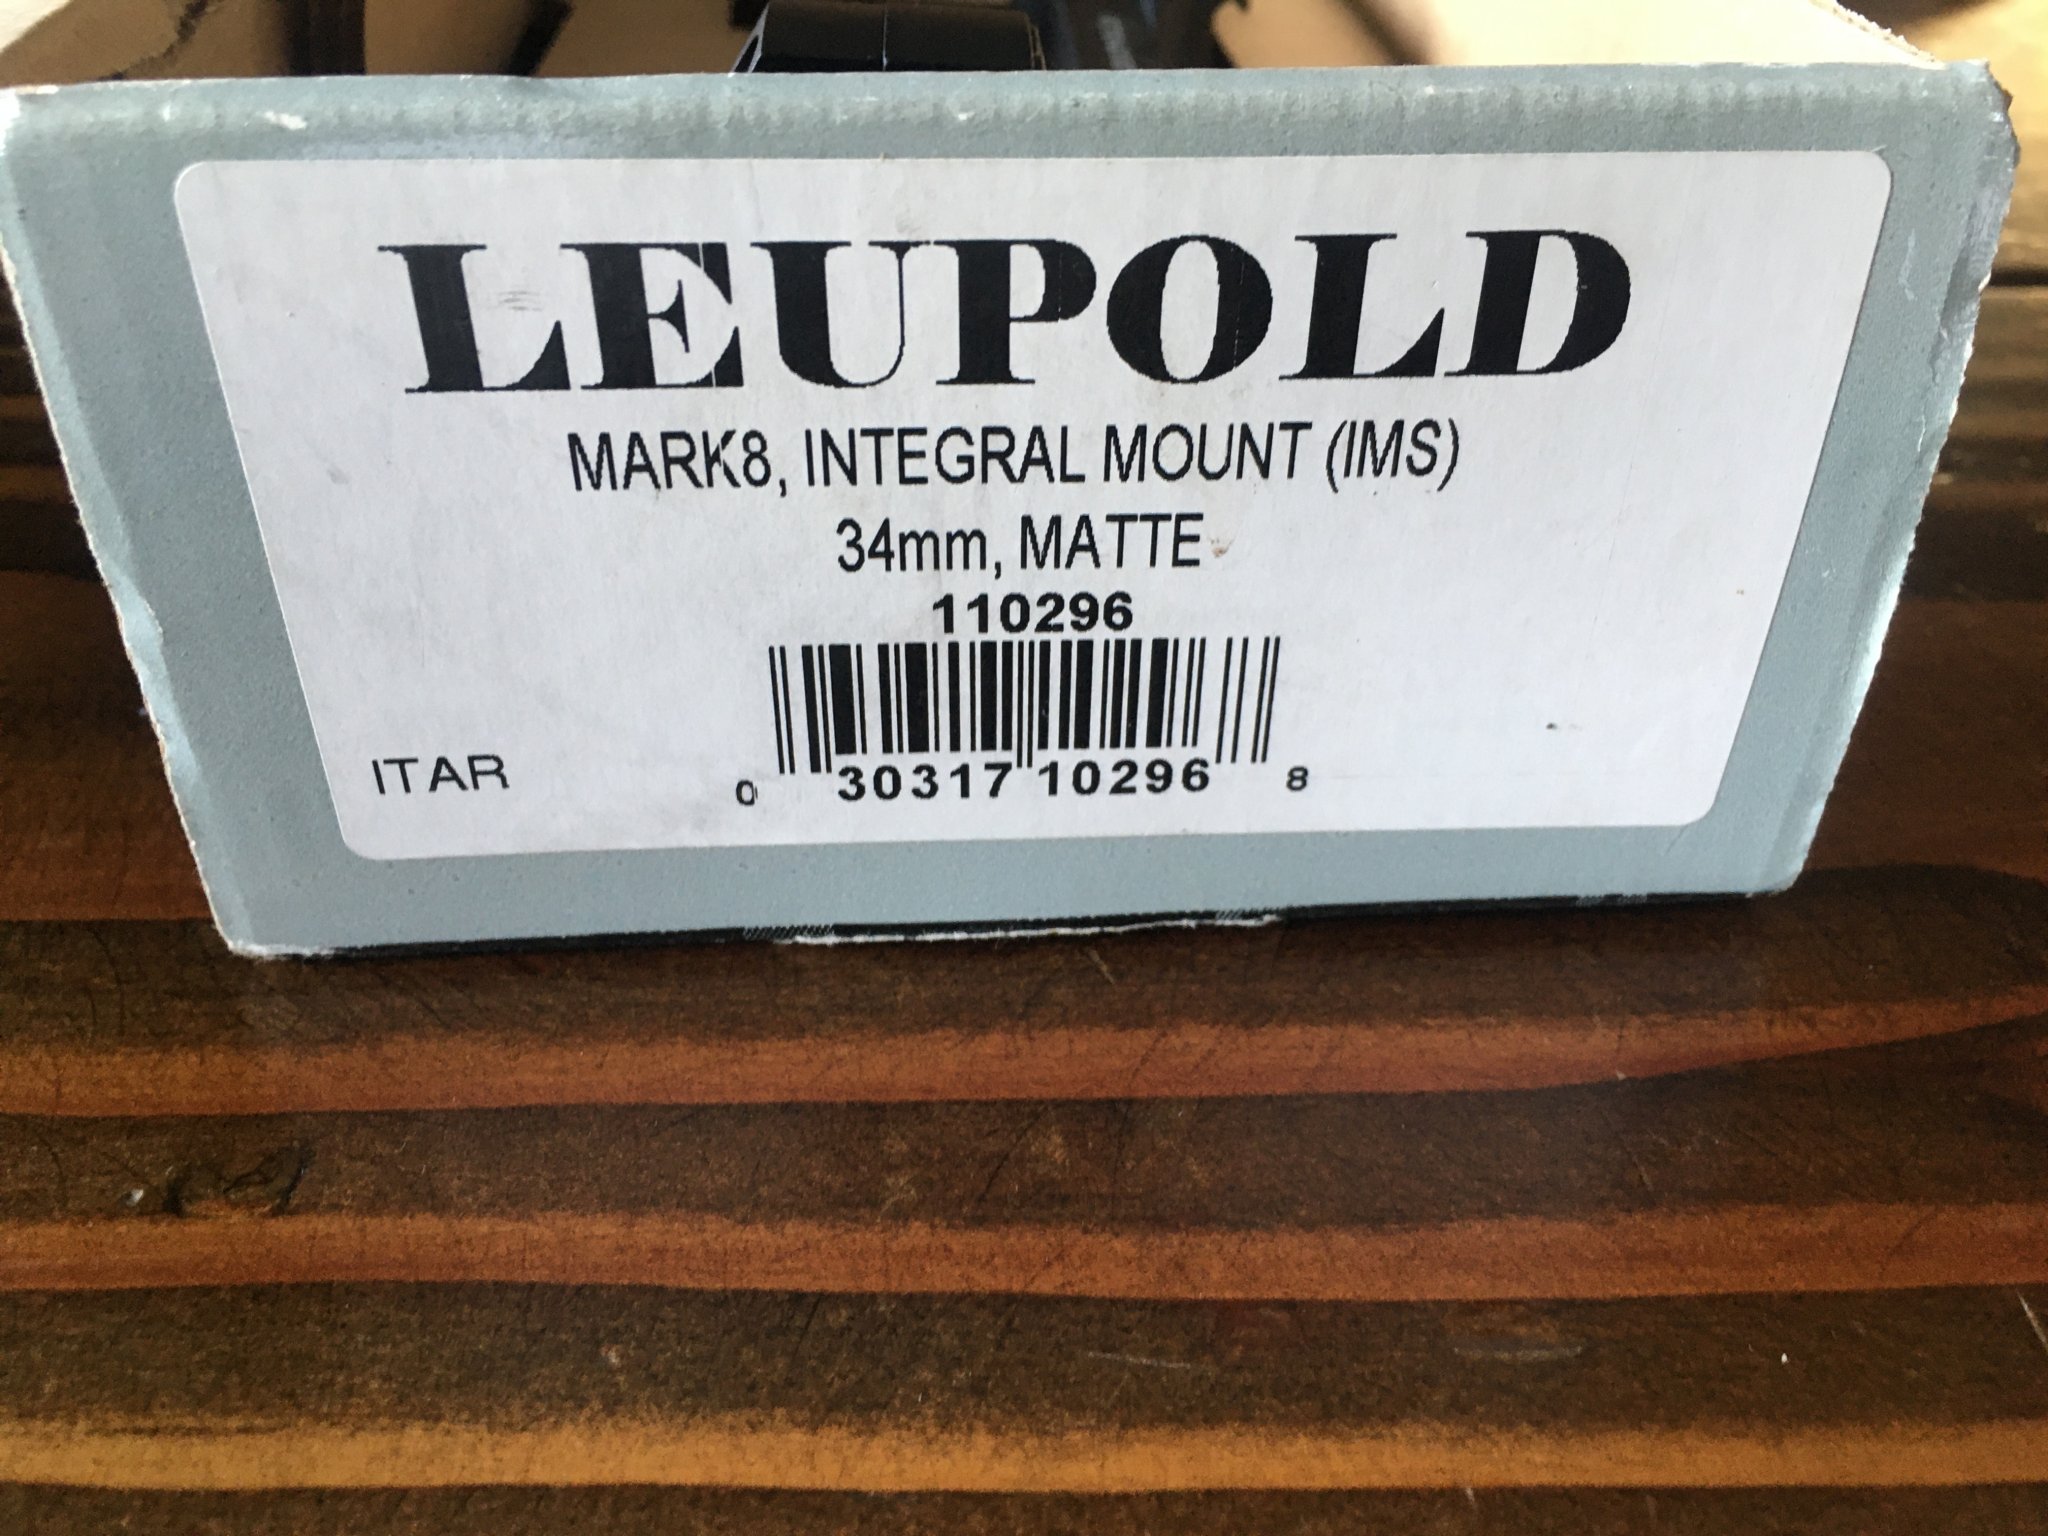 LEUPOLD
MARK8, INTEGRAL MOUNT (IMS)
34mm, MATTE
110296
ITAR
0 30317 10296 8